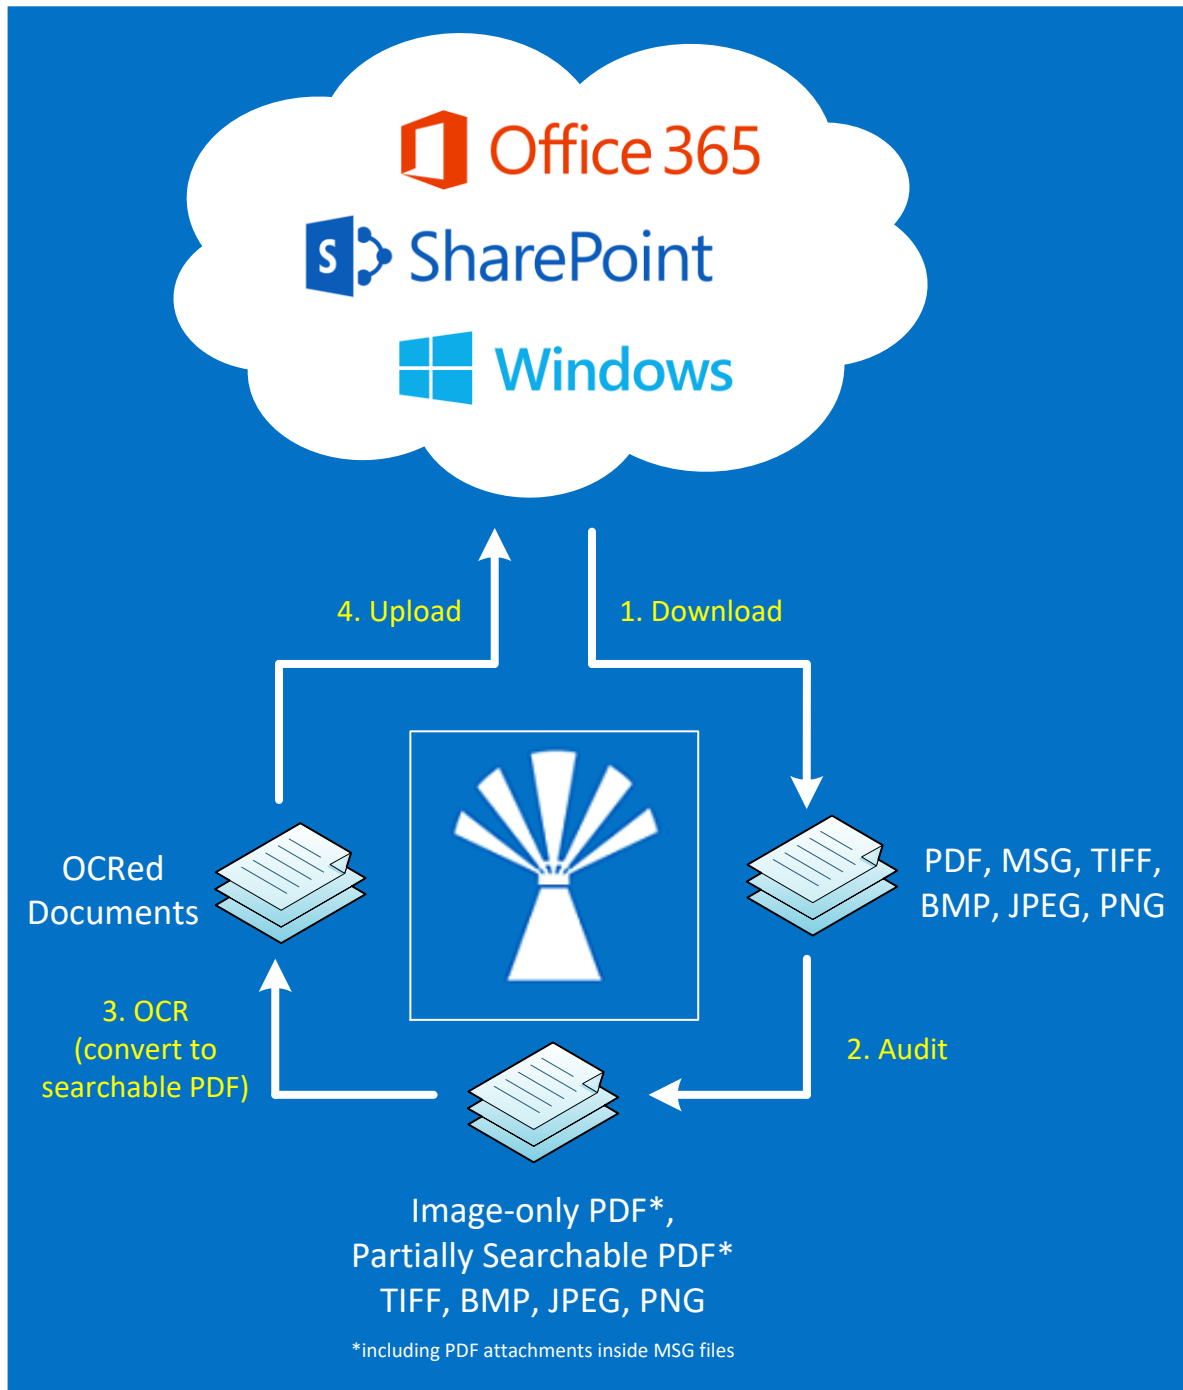 Office 365
S
SharePoint
Windows
4. Upload
1. Download
OCRed
Documents
PDF, MSG, TIFF,
BMP, JPEG, PNG
3. OCR
(convert to
searchable PDF)
2. Audit
Image-only PDF*,
Partially Searchable PDF*
TIFF, BMP, JPEG, PNG
*including PDF attachments inside MSG files